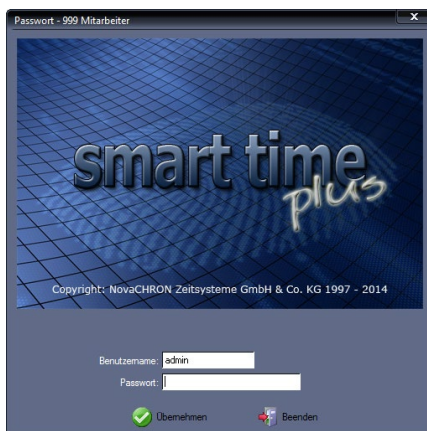 Passwort - 999 Mitarbeiter
x
smart time
plus
Copyright: NovaCHRON Zeitsysteme GmbH & Co. KG 1997 - 2014
Benutzername: admin
Passwort:
Übernehmen Beenden